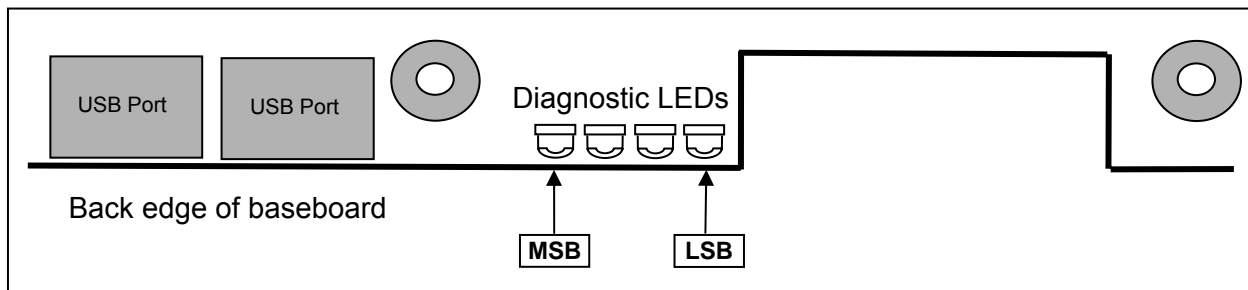 USB Port
USB Port
Diagnostic LEDs
Back edge of baseboard
MSB
LSB